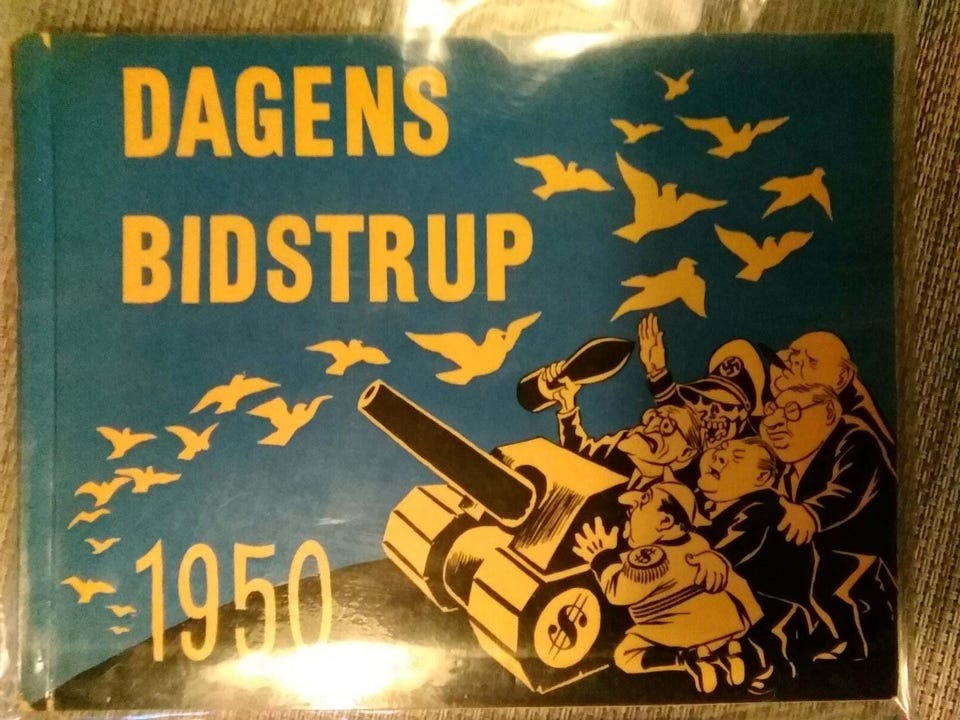 DAGENS
BIDSTRUP
1950
$
$